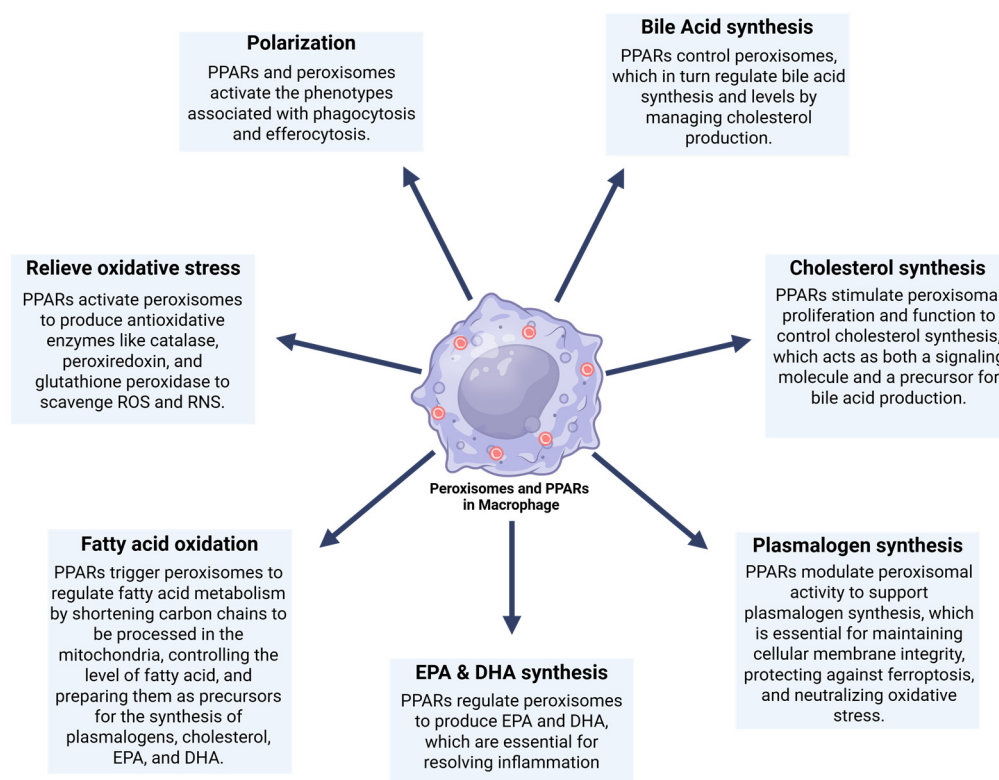 Polarization
PPARs and peroxisomes
activate the phenotypes
associated with phagocytosis
and efferocytosis.
Bile Acid synthesis
PPARs control peroxisomes,
which in turn regulate bile acid
synthesis and levels by
managing cholesterol
production.
Relieve oxidative stress
PPARs activate peroxisomes
to produce antioxidative
enzymes like catalase,
peroxiredoxin, and
glutathione peroxidase to
scavenge ROS and RNS.
Cholesterol synthesis
PPARs stimulate peroxisomal
proliferation and function to
control cholesterol synthesis,
which acts as both a signaling
molecule and a precursor for
bile acid production.
Peroxisomes and PPARs
in Macrophage
Fatty acid oxidation
PPARs trigger peroxisomes to
regulate fatty acid metabolism
by shortening carbon chains to
be processed in the
mitochondria, controlling the
level of fatty acid, and
preparing them as precursors
for the synthesis of
plasmalogens, cholesterol,
EPA, and DHA.
EPA & DHA synthesis
PPARs regulate peroxisomes
to produce EPA and DHA,
which are essential for
resolving inflammation
Plasmalogen synthesis
PPARs modulate peroxisomal
activity to support
plasmalogen synthesis, which
is essential for maintaining
cellular membrane integrity,
protecting against ferroptosis,
and neutralizing oxidative
stress.